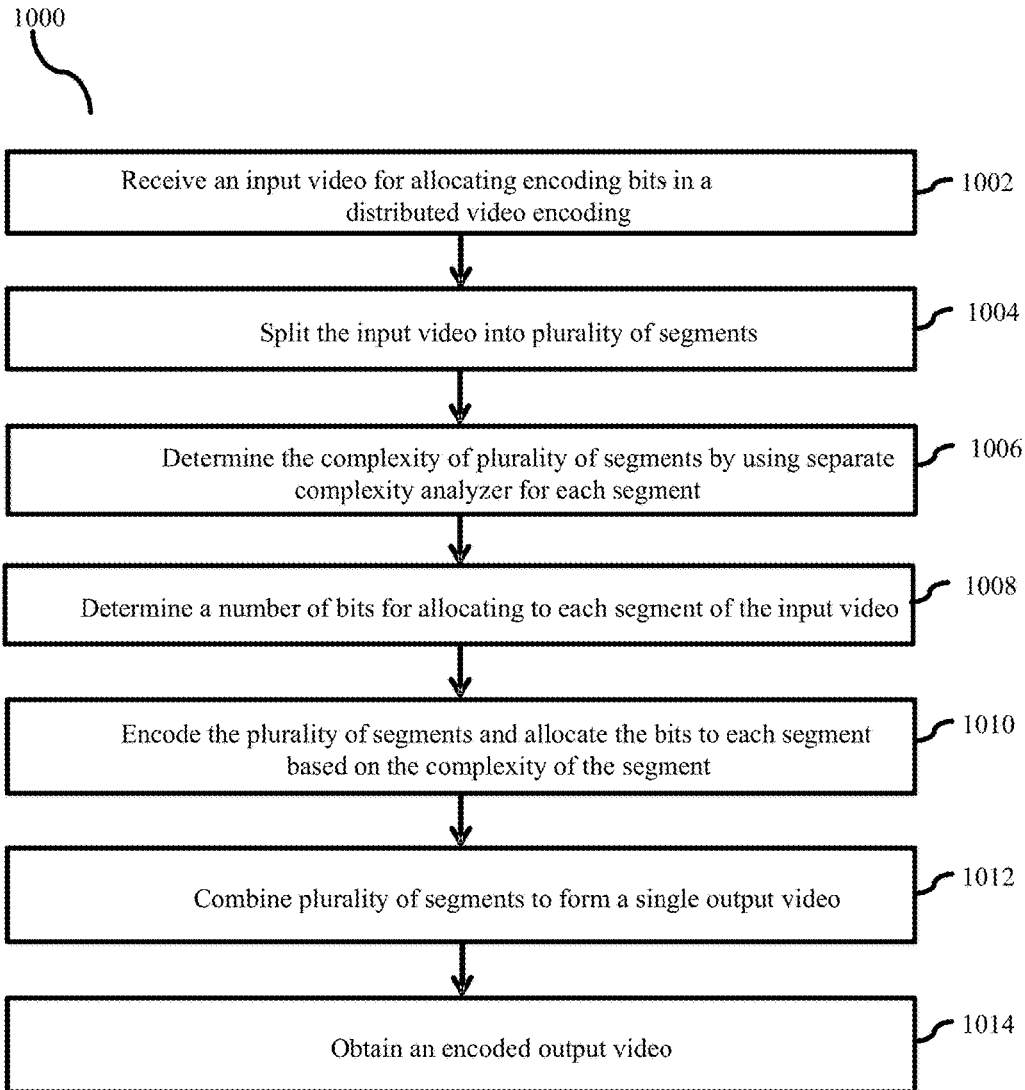 1000
Receive an input video for allocating encoding bits in a
distributed video encoding
1002
Split the input video into plurality of segments
1004
Determine the complexity of plurality of segments by using separate
complexity analyzer for each segment
1006
Determine a number of bits for allocating to each segment of the input video
1008
Encode the plurality of segments and allocate the bits to each segment
based on the complexity of the segment
1010
Combine plurality of segments to form a single output video
1012
Obtain an encoded output video
1014